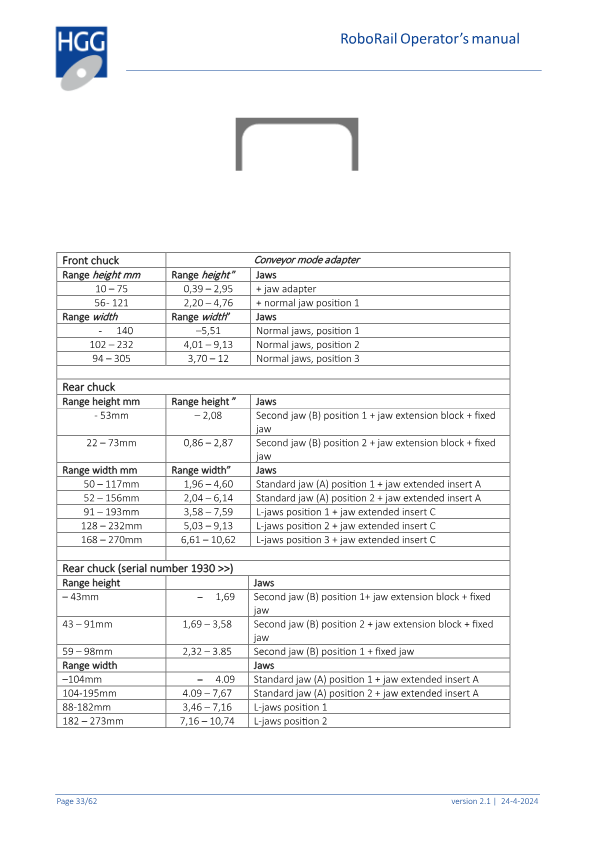 HGG
RoboRail Operator's manual
Front chuck Conveyor mode adapter
Range height mm Range height" Jaws
10 – 75 0,39 – 2,95 + jaw adapter
56- 121 2,20 – 4,76 + normal jaw position 1
Range width Range width" Jaws
- 140 –5,51 Normal jaws, position 1
102 – 232 4,01 – 9,13 Normal jaws, position 2
94 – 305 3,70 – 12 Normal jaws, position 3
Rear chuck
Range height mm Range height " Jaws
- 53mm – 2,08 Second jaw (B) position 1 + jaw extension block + fixed
jaw
22 – 73mm 0,86 – 2,87 Second jaw (B) position 2 + jaw extension block + fixed
jaw
Range width mm Range width" Jaws
50 – 117mm 1,96 – 4,60 Standard jaw (A) position 1 + jaw extended insert A
52 – 156mm 2,04 – 6,14 Standard jaw (A) position 2 + jaw extended insert A
91 – 193mm 3,58 – 7,59 L-jaws position 1 + jaw extended insert C
128 – 232mm 5,03 – 9,13 L-jaws position 2 + jaw extended insert C
168 – 270mm 6,61 – 10,62 L-jaws position 3 + jaw extended insert C
Rear chuck (serial number 1930 >>)
Range height Jaws
– 43mm – 1,69 Second jaw (B) position 1+ jaw extension block + fixed
jaw
43 – 91mm 1,69 – 3,58 Second jaw (B) position 2 + jaw extension block + fixed
jaw
59 – 98mm 2,32 – 3.85 Second jaw (B) position 1 + fixed jaw
Range width Jaws
–104mm – 4.09 Standard jaw (A) position 1 + jaw extended insert A
104-195mm 4.09 – 7,67 Standard jaw (A) position 2 + jaw extended insert A
88-182mm 3,46 – 7,16 L-jaws position 1
182 – 273mm 7,16 – 10,74 L-jaws position 2
Page 33/62 version 2.1 | 24-4-2024